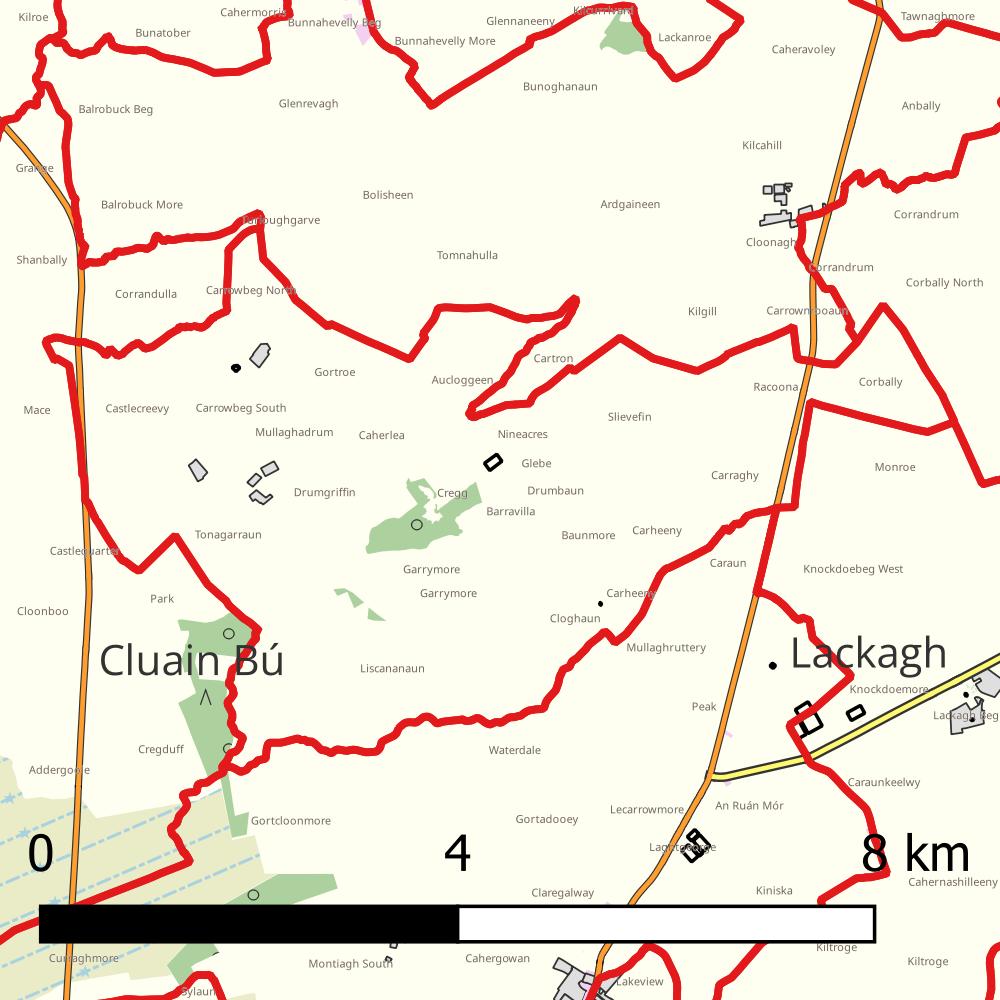 Kilroe
Cahermorris
Bunnahevelly Beg
Glennaneeny
Kilcurrivard
Tawnaghmore
Bunatober
Bunnahevelly More
Lackanroe
Caheravoley
Bunoghanaun
Balrobuck Beg
Glenrevagh
Anbally
Kilcahill
Grange
Bolisheen
Balrobuck More
Ardgaineen
Turloughgarve
Corrandrum
Cloonagh
Shanbally
Tomnahulla
Corrandrum
Corbally North
Corrandulla
Carrowbeg North
Kilgill
Carrownrooaun
Cartron
Gortroe
Aucloggeen
Racoona
Corbally
Mace
Castlecreevy
Carrowbeg South
Slievefin
Mullaghadrum
Caherlea
Nineacres
Glebe
Carraghy
Monroe
Drumgriffin
Cregg
Drumbaun
Barravilla
Tonagarraun
Baunmore
Carheeny
Castlequarter
Garrymore
Caraun
Knockdoebeg West
Park
Garrymore
Carheeny
Cloonboo
Cloghaun
Cluain Bú
Liscananaun
Mullaghruttery
Lackagh
Knockdoemore
Peak
Lackagh Beg
Cregduff
Waterdale
Addergoole
Caraunkeelwy
Lecarrowmore
An Ruán Mór
Gortcloonmore
Gortadooey
Lagutgeorge
0
4
8 km
Claregalway
Kiniska
Cahernashilleeny
Curraghmore
Montiagh South
Cahergowan
Kiltroge
Kiltroge
Lakeview
Sylaun